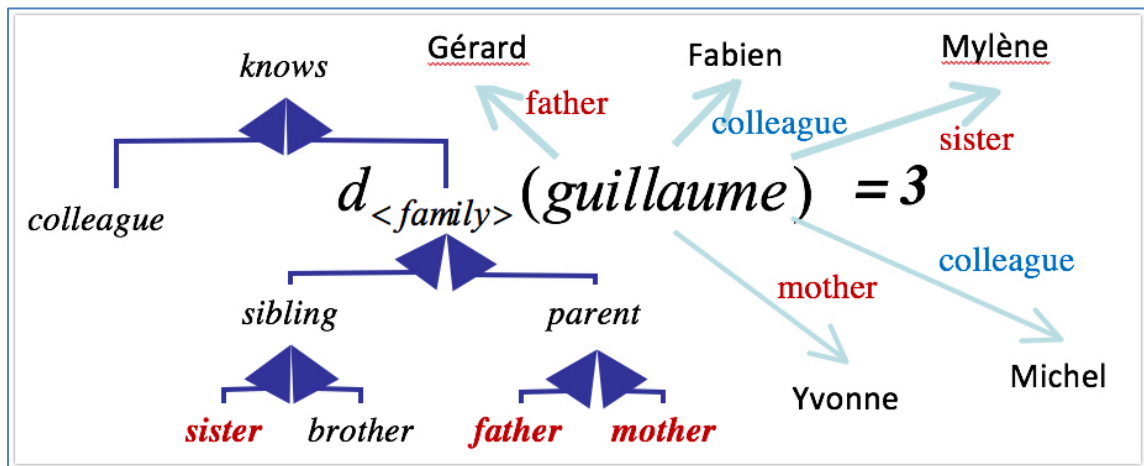 knows
Gérard
Fabien
Mylène
father
colleague
sister
colleague
d<family>(guillaume) = 3
colleague
mother
sibling
parent
Michel
Yvonne
sister
brother
father
mother